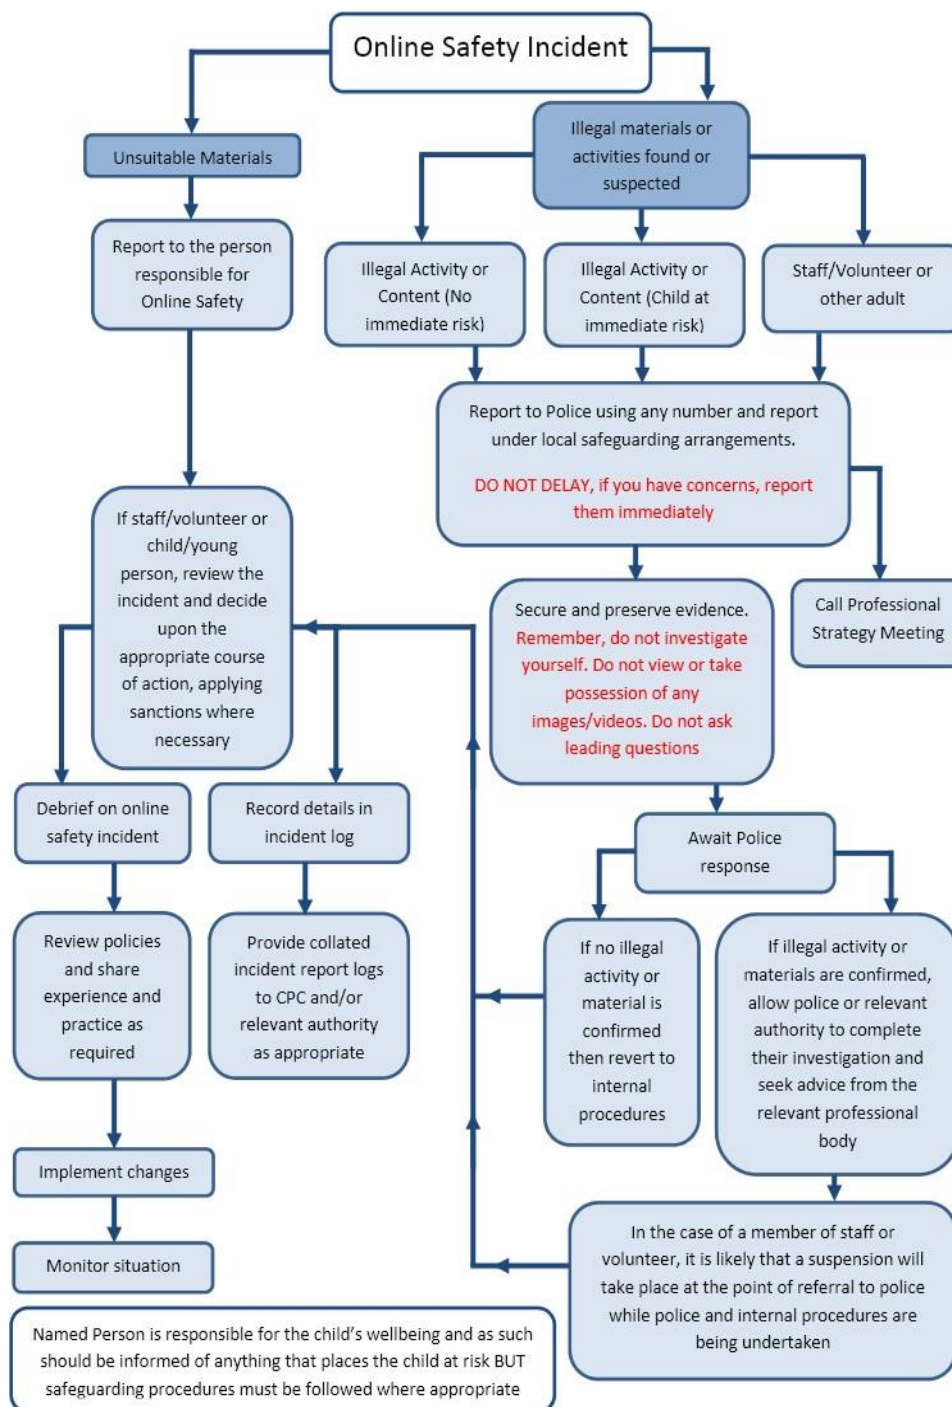 Online Safety Incident
Unsuitable Materials
Illegal materials or
activities found or
suspected
Report to the person
responsible for
Online Safety
Illegal Activity or
Content (No
immediate risk)
Illegal Activity or
Content (Child at
immediate risk)
Staff/Volunteer or
other adult
Report to Police using any number and report
under local safeguarding arrangements.
DO NOT DELAY, if you have concerns, report
them immediately
If staff/volunteer or
child/young
person, review the
incident and decide
upon the
appropriate course
of action, applying
sanctions where
necessary
Secure and preserve evidence.
Remember, do not investigate
yourself. Do not view or take
possession of any
images/videos. Do not ask
leading questions
Call Professional
Strategy Meeting
Debrief on online
safety incident
Record details in
incident log
Await Police
response
Review policies
and share
experience and
practice as
required
Provide collated
incident report logs
to CPC and/or
relevant authority
as appropriate
If no illegal
activity or
material is
confirmed
then revert to
internal
procedures
If illegal activity or
materials are confirmed,
allow police or relevant
authority to complete
their investigation and
seek advice from the
relevant professional
body
Implement changes
Monitor situation
In the case of a member of staff or
volunteer, it is likely that a suspension will
take place at the point of referral to police
while police and internal procedures are
being undertaken
Named Person is responsible for the child's wellbeing and as such
should be informed of anything that places the child at risk BUT
safeguarding procedures must be followed where appropriate